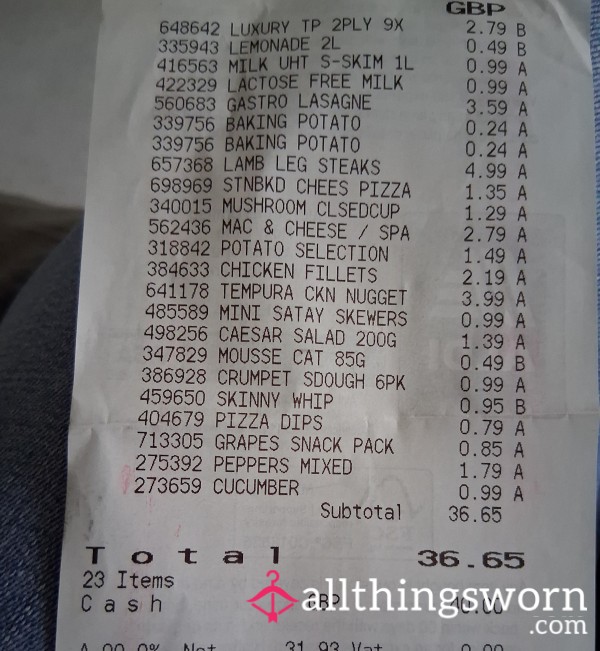 GBP
648642 LUXURY TP 2PLY 9X 2.79 B
335943 LEMONADE 2L 0.49 B
416563 MILK UHT S-SKIM 1L 0.99 A
422329 LACTOSE FREE MILK 0.99 A
560683 GASTRO LASAGNE 3.59 A
339756 BAKING POTATO 0.24 A
339756 BAKING POTATO 0.24 A
657368 LAMB LEG STEAKS 4.99 A
698969 STNBKD CHEES PIZZA 1.35 A
340015 MUSHROOM CLSEDCUP 1.29 A
562436 MAC & CHEESE / SPA 2.79 A
318842 POTATO SELECTION 1.49 A
384633 CHICKEN FILLETS 2.19 A
641178 TEMPURA CKN NUGGET 3.99 A
485589 MINI SATAY SKEWERS 0.99 A
498256 CAESAR SALAD 200G 1.39 A
347829 MOUSSE CAT 85G 0.49 B
386928 CRUMPET SDOUGH 6PK 0.99 A
459650 SKINNY WHIP 0.95 B
404679 PIZZA DIPS 0.79 A
713305 GRAPES SNACK PACK 0.85 A
275392 PEPPERS MIXED 1.79 A
273659 CUCUMBER 0.99 A
Subtotal 36.65
Total 36.65
23 Items
Cash GBP 40.00
allthingsworn
.com
Net 31.93 Vat